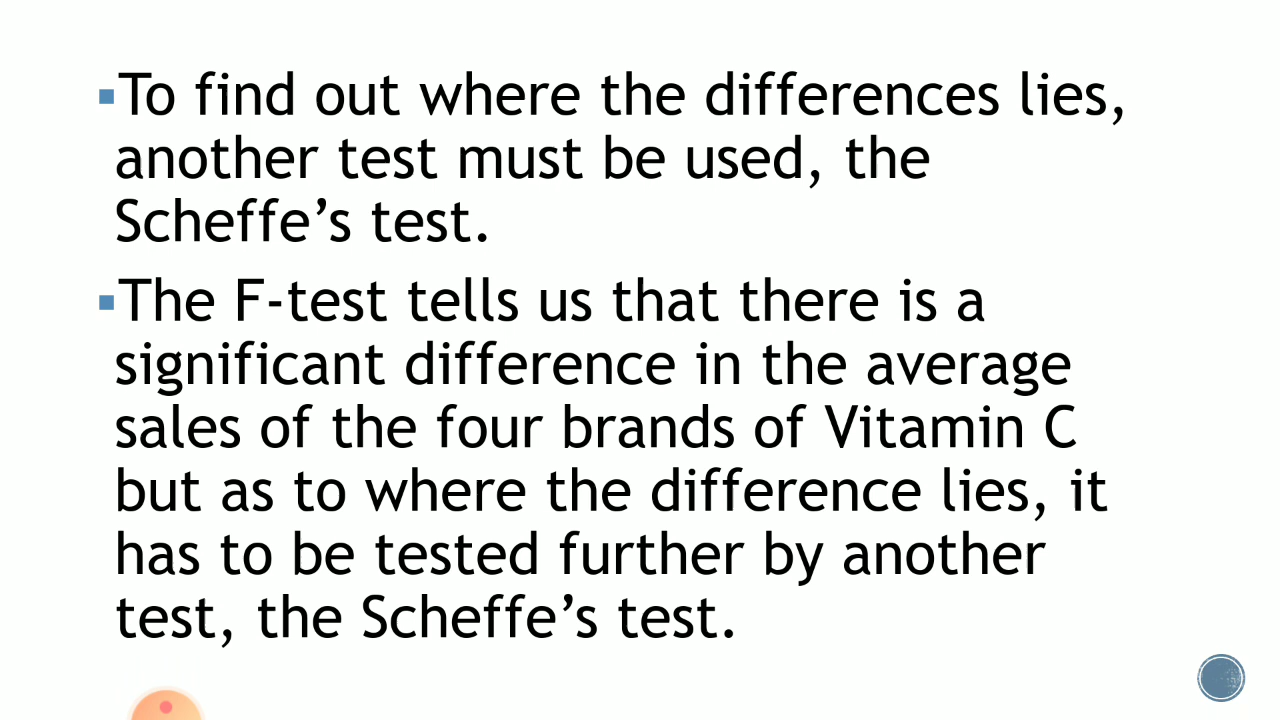 ▪To find out where the differences lies,
another test must be used, the
Scheffe’s test.
▪The F-test tells us that there is a
significant difference in the average
sales of the four brands of Vitamin C
but as to where the difference lies, it
has to be tested further by another
test, the Scheffe’s test.